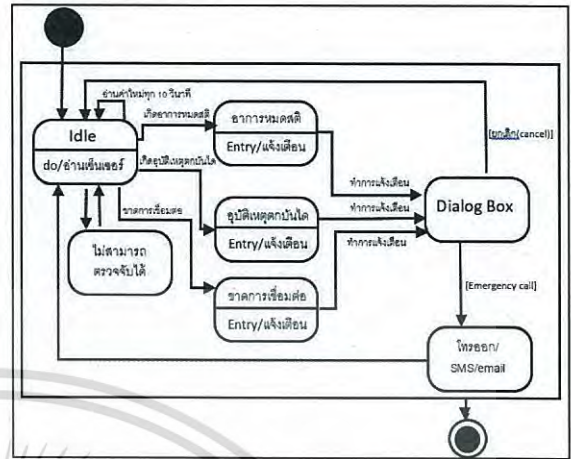 อ่านค่าใหม่ทุก 10 วินาที
Idle
do/อ่านเซ็นเซอร์
เกิดอาการหมดสติ
อาการหมดสติ
Entry/แจ้งเตือน
[ยกเลิก(cancel)]
ทำการแจ้งเตือน
เกิดอุบัติเหตุตกบันได
อุบัติเหตุตกบันได
Entry/แจ้งเตือน
ทำการแจ้งเตือน
Dialog Box
ขาดการเชื่อมต่อ
ทำการแจ้งเตือน
ไม่สามารถ
ตรวจจับได้
ขาดการเชื่อมต่อ
Entry/แจ้งเตือน
[Emergency call]
โทรออก/
SMS/email